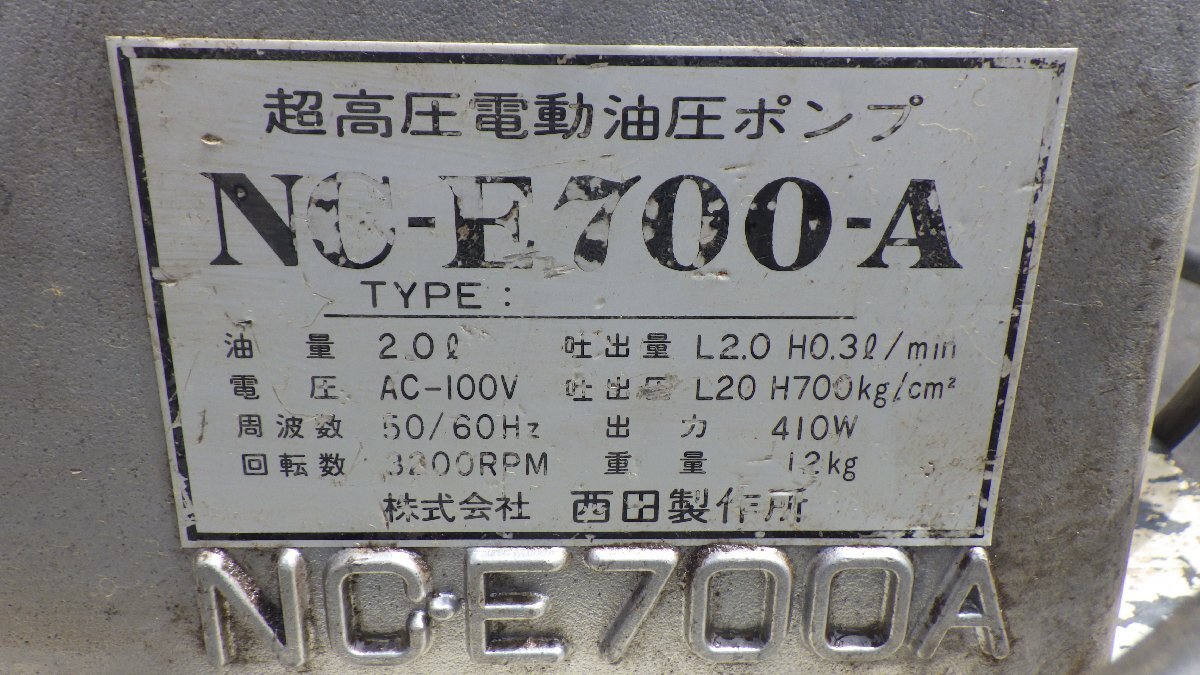 超高圧電動油圧ポンプ
NC-E700-A
TYPE:
油量 2.0ℓ 吐出量 L2.0 H0.3ℓ/min
電圧 AC-100V 吐出圧 L20 H700kg/cm²
周波数 50/60Hz 出力 410W
回転数 3200RPM 重量 12kg
株式会社 西田製作所
NC·E700A